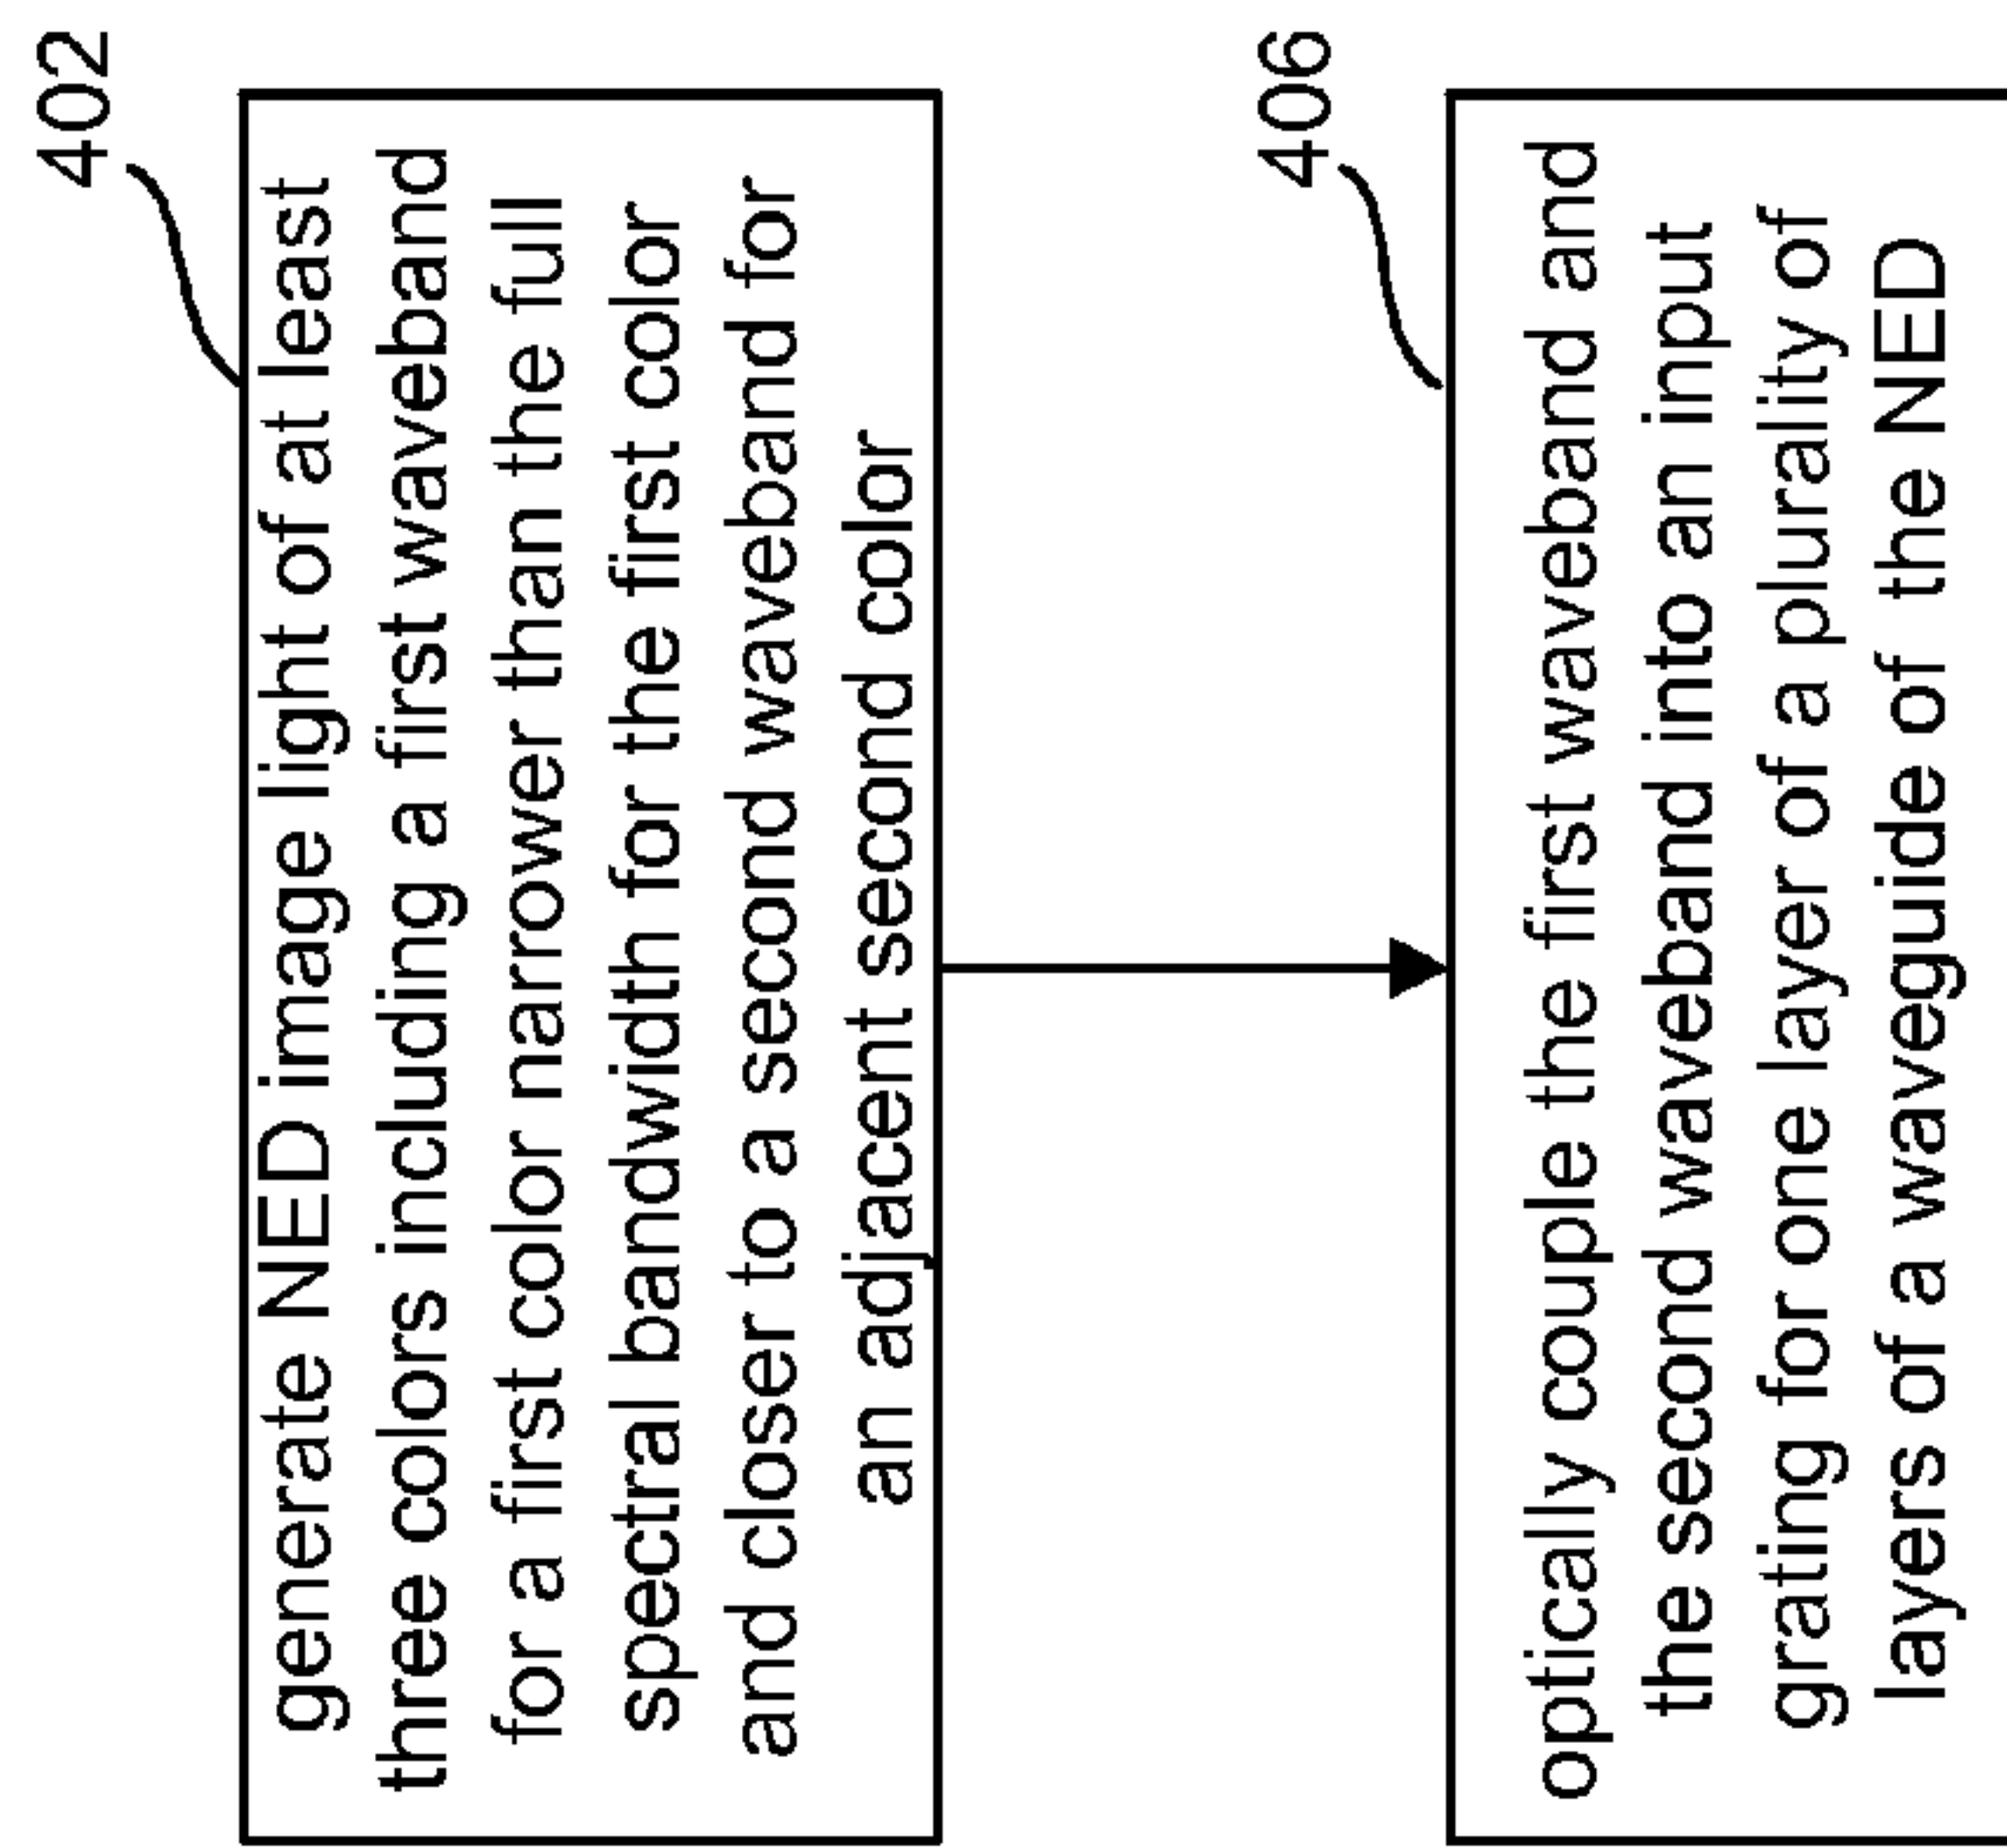 402
generate NED image light of at least
three colors including a first waveband
for a first color narrower than the full
spectral bandwidth for the first color
and closer to a second waveband for
an adjacent second color
406
optically couple the first waveband and
the second waveband into an input
grating for one layer of a plurality of
layers of a waveguide of the NED